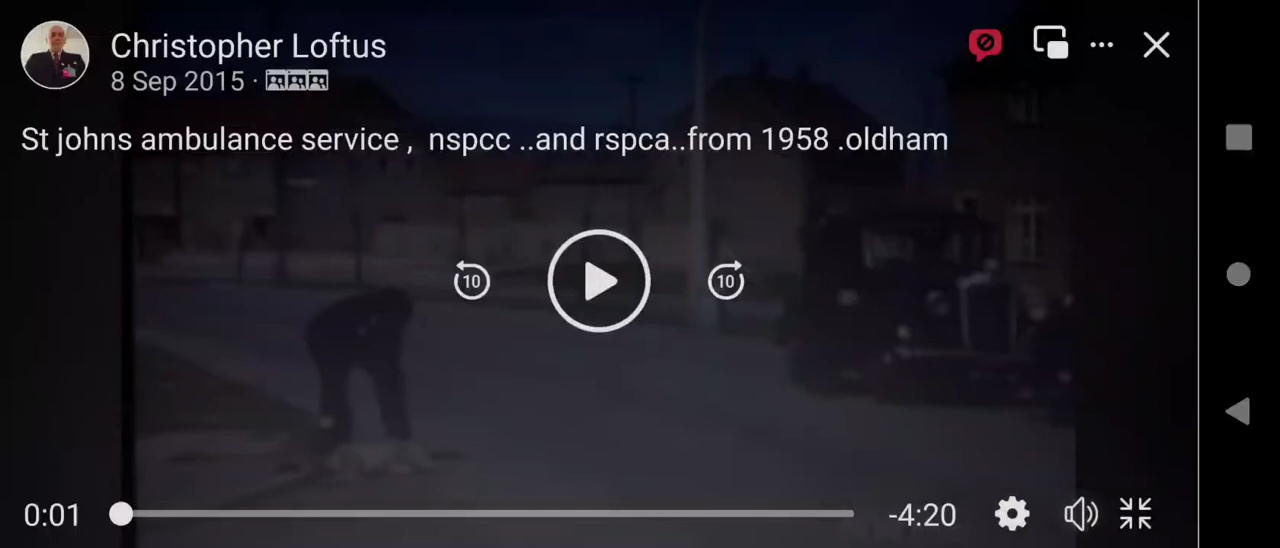 Christopher Loftus
8 Sep 2015 ·
St johns ambulance service , nspcc ..and rspca..from 1958 .oldham
10
10
0:01
-4:20